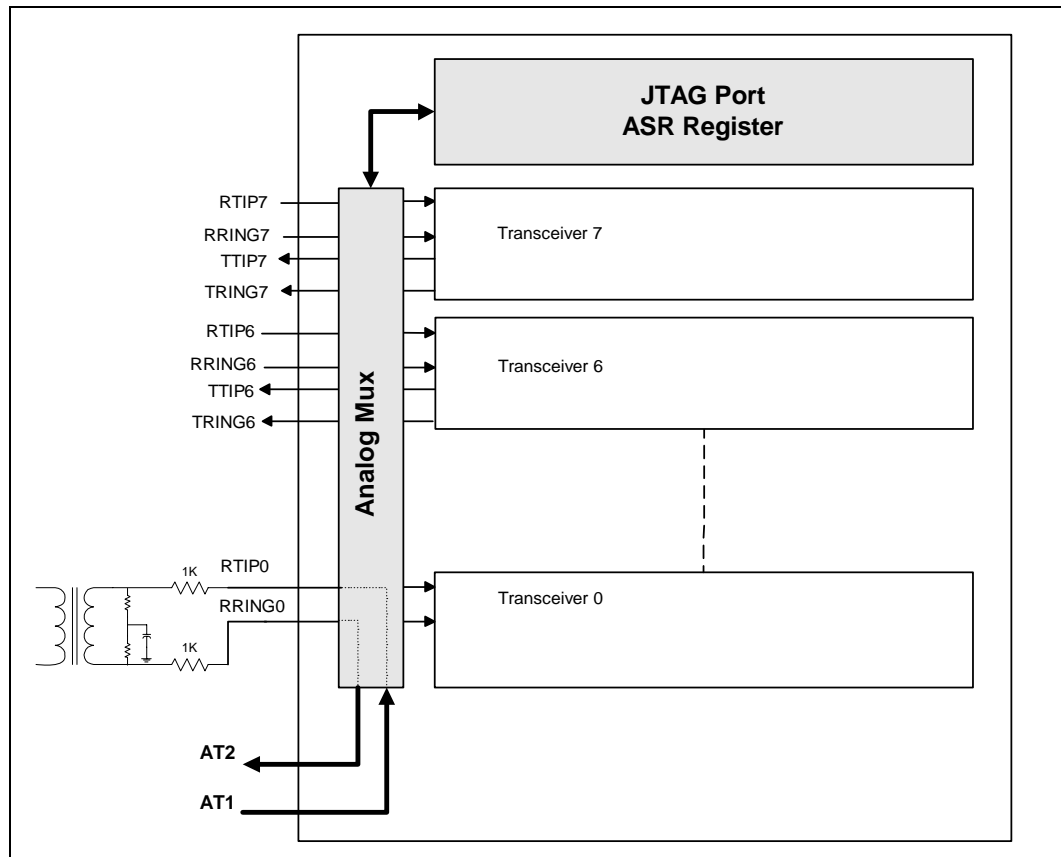 JTAG Port
ASR Register
RTIP7
RRING7
TTIP7
TRING7
Transceiver 7
RTIP6
RRING6
TTIP6
TRING6
Transceiver 6
Analog Mux
1K
RTIP0
RRING0
1K
Transceiver 0
AT2
AT1